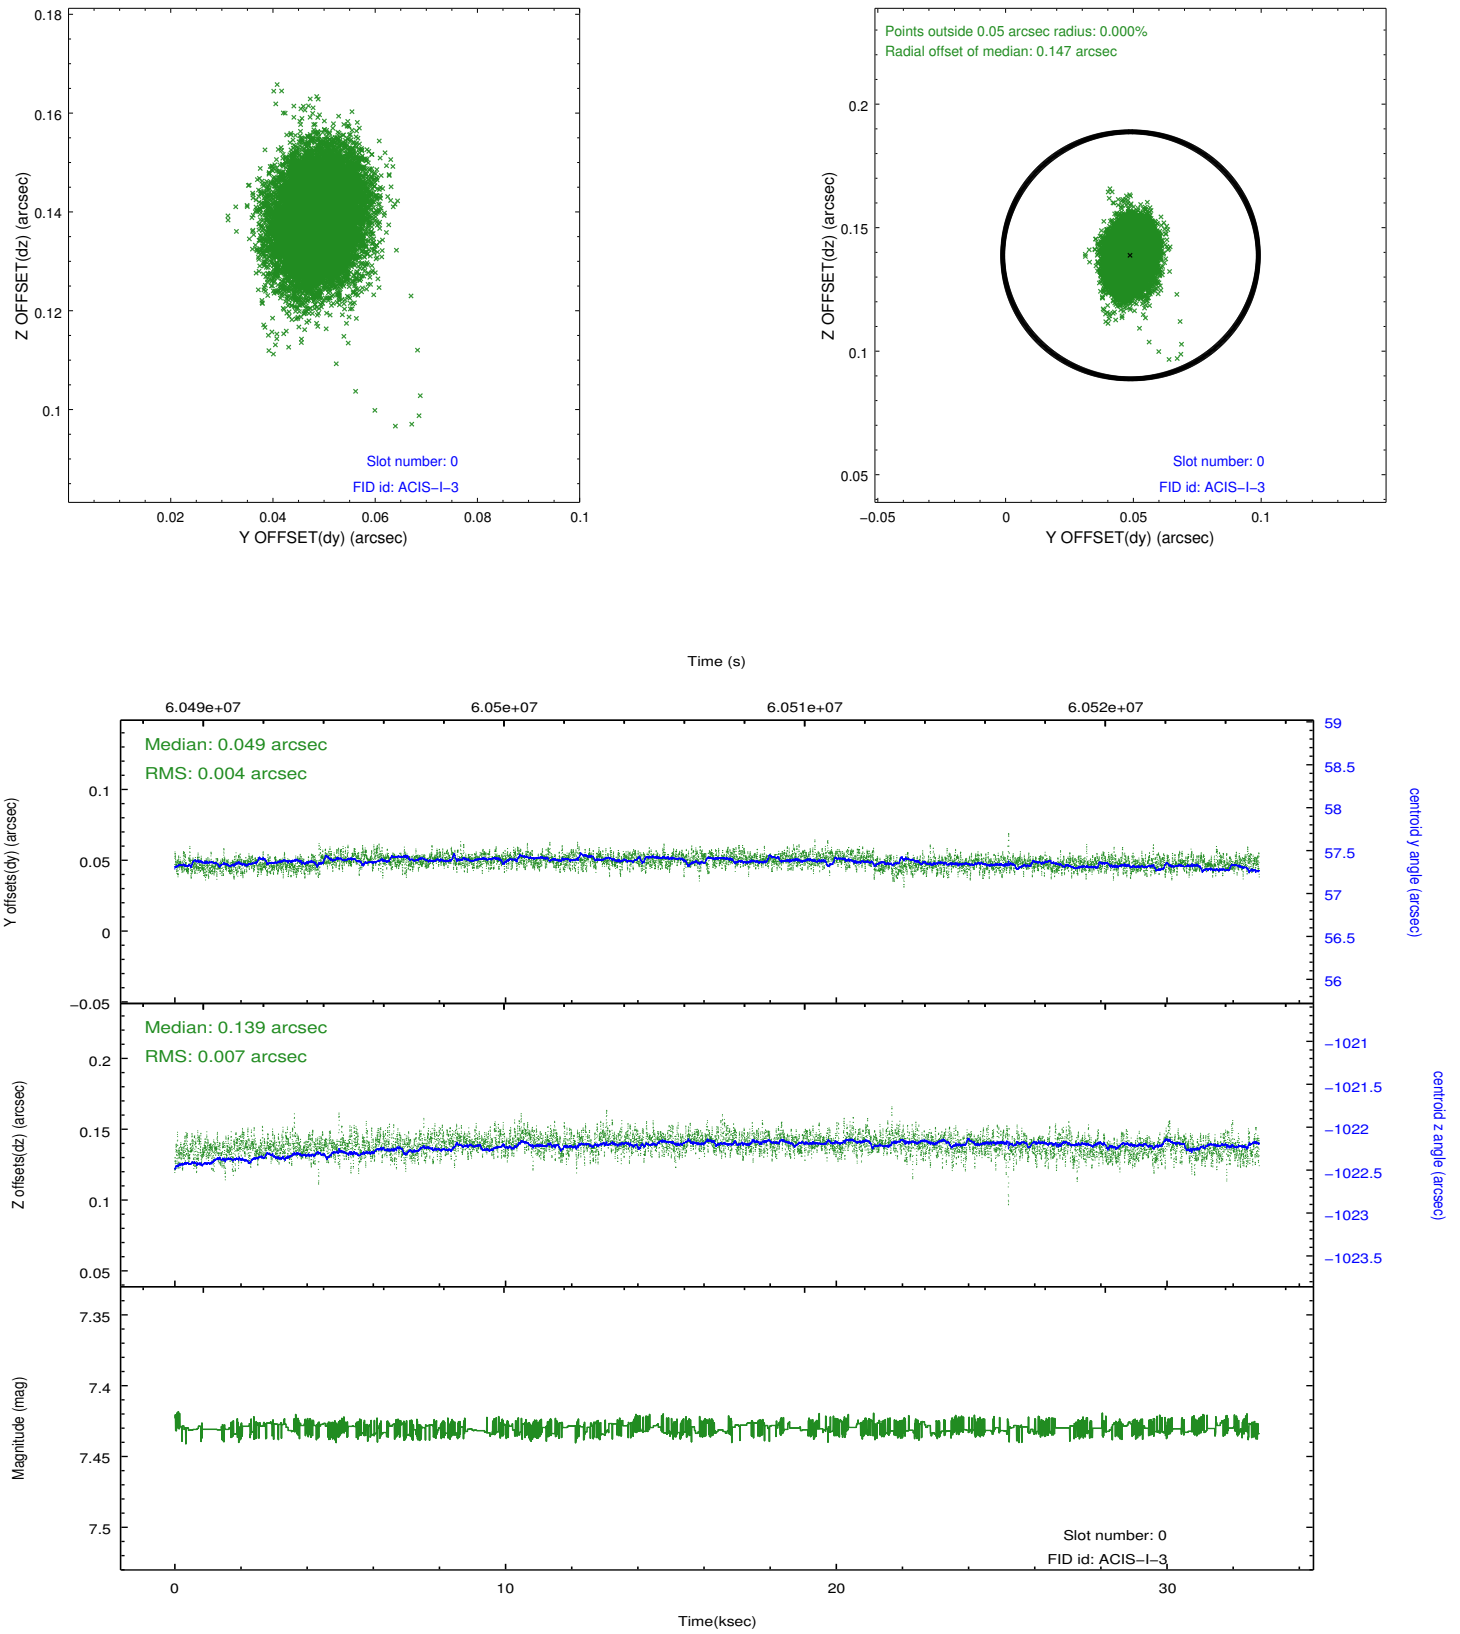 0.18
0.16
0.14
0.12
0.1
Z OFFSET(dz) (arcsec)
Slot number: 0
FID id: ACIS−I−3
0.02
0.04
0.06
0.08
0.1
Y OFFSET(dy) (arcsec)
Points outside 0.05 arcsec radius: 0.000%
Radial offset of median: 0.147 arcsec
0.2
0.15
0.1
0.05
Z OFFSET(dz) (arcsec)
Slot number: 0
FID id: ACIS−I−3
−0.05
0
0.05
0.1
Y OFFSET(dy) (arcsec)
Time (s)
6.049e+07
6.05e+07
6.051e+07
6.052e+07
Median: 0.049 arcsec
RMS: 0.004 arcsec
0.1
0.05
0
−0.05
Y offsets(dy) (arcsec)
59
58.5
58
57.5
57
56.5
56
centroid y angle (arcsec)
Median: 0.139 arcsec
RMS: 0.007 arcsec
0.2
0.15
0.1
0.05
Z offsets(dz) (arcsec)
−1021
−1021.5
−1022
−1022.5
−1023
−1023.5
centroid z angle (arcsec)
7.35
7.4
7.45
7.5
Magnitude (mag)
Slot number: 0
FID id: ACIS−I−3
0
10
20
30
Time(ksec)